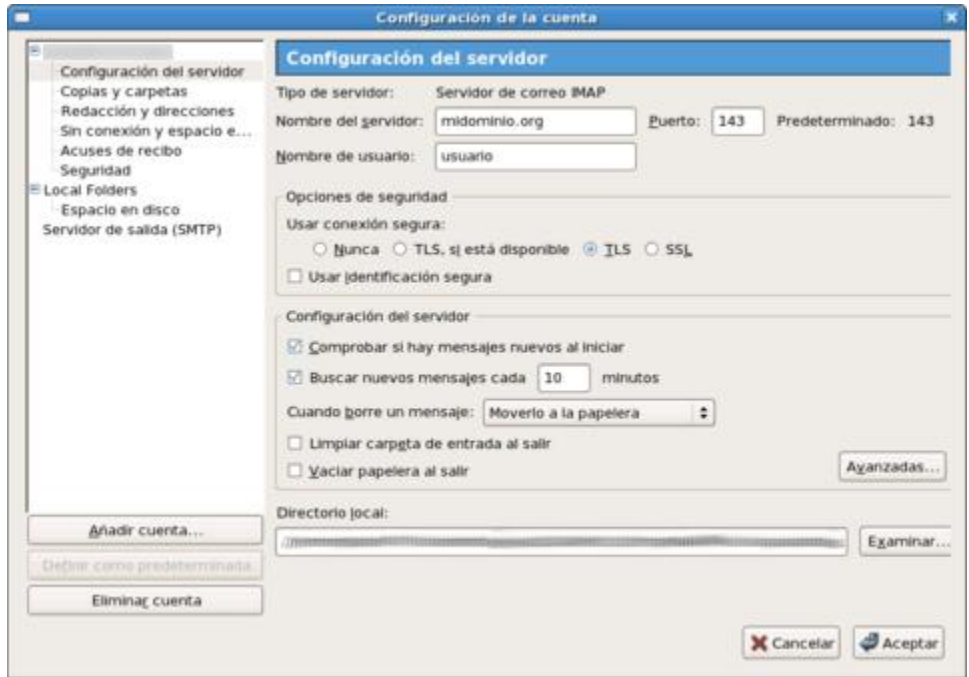 Configuración de la cuenta
Configuración del servidor
Copias y carpetas
Redacción y direcciones
Sin conexión y espacio e...
Acuses de recibo
Seguridad
Local Folders
Espacio en disco
Servidor de salida (SMTP)
Añadir cuenta...
Definir como predeterminada
Eliminar cuenta
Configuración del servidor
Tipo de servidor: Servidor de correo IMAP
Nombre del servidor: midominio.org Puerto: 143 Predeterminado: 143
Nombre de usuario: usuario
Opciones de seguridad
Usar conexión segura:
Nunca TLS, si está disponible TLS SSL
Usar identificación segura
Configuración del servidor
Comprobar si hay mensajes nuevos al iniciar
Buscar nuevos mensajes cada 10 minutos
Cuando borre un mensaje: Moverlo a la papelera
Limpiar carpeta de entrada al salir
Vaciar papelera al salir
Avanzadas...
Directorio local:
Examinar...
Cancelar Aceptar